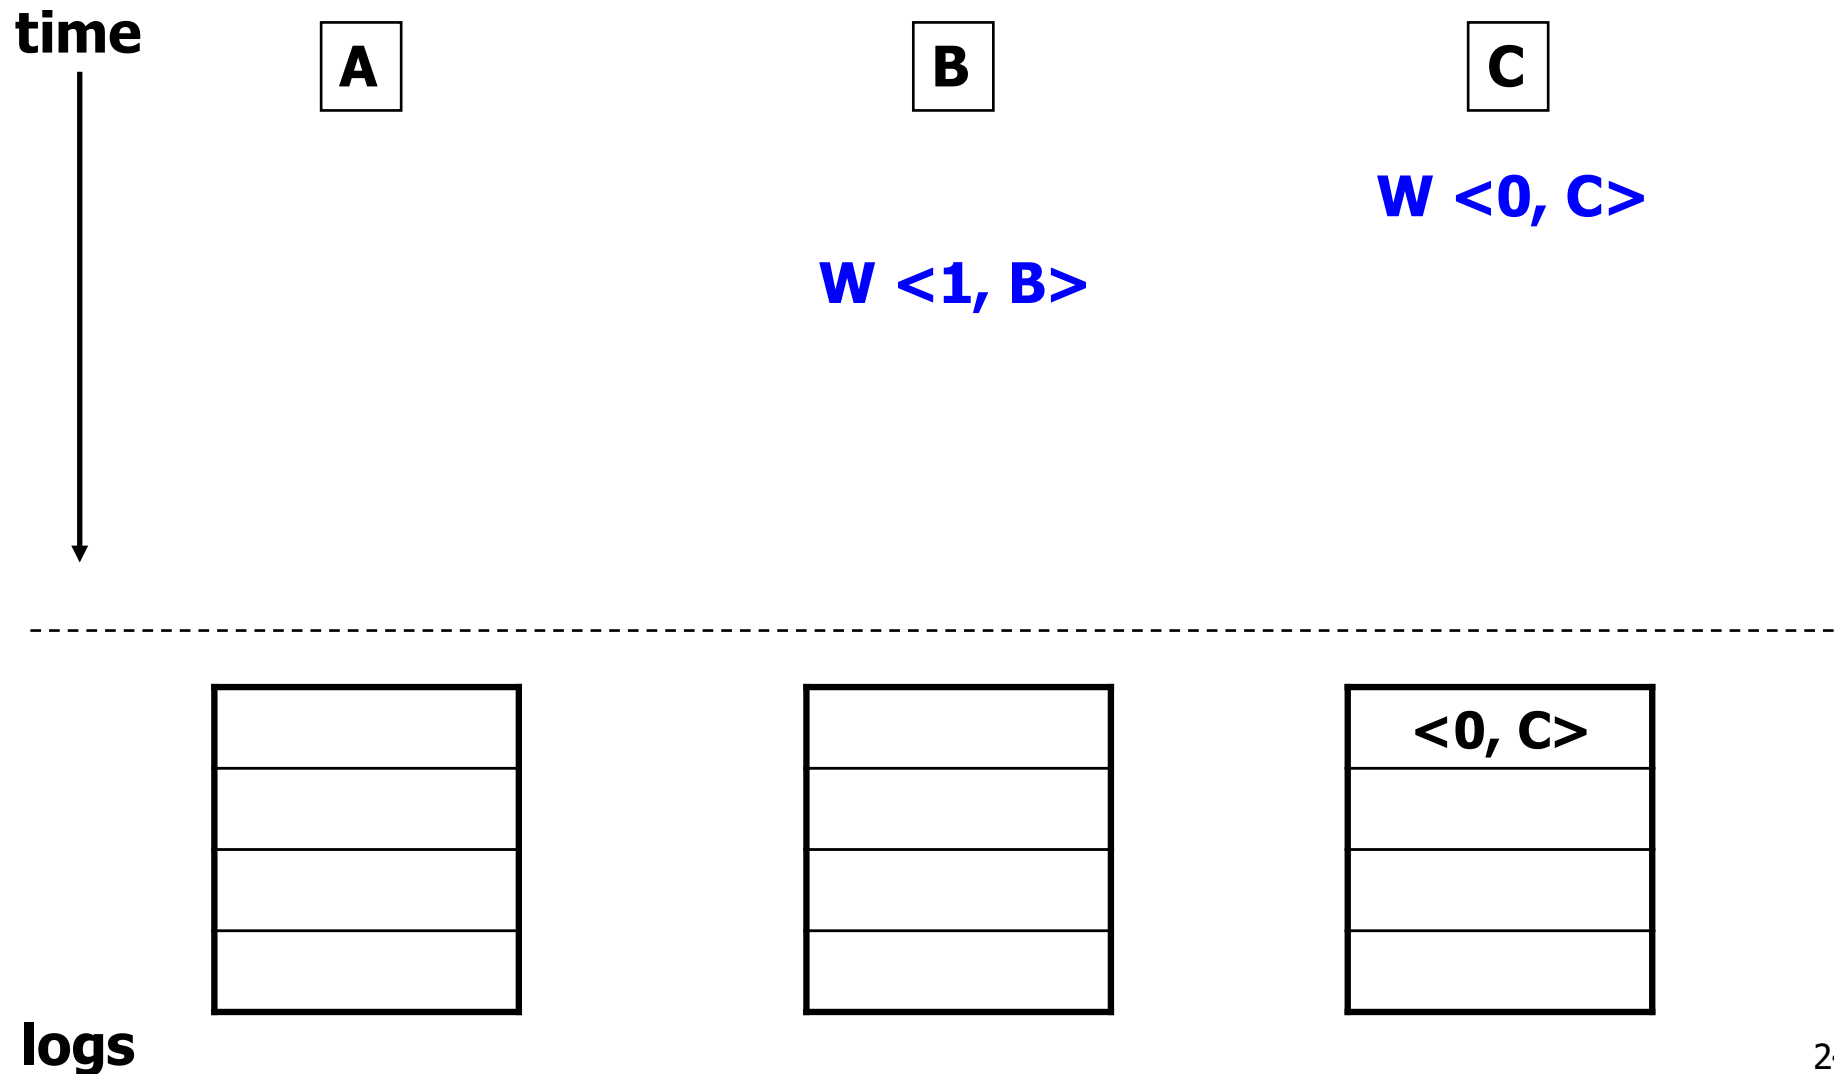 time
A
B
C
W <0, C>
W <1, B>
<0, C>
logs